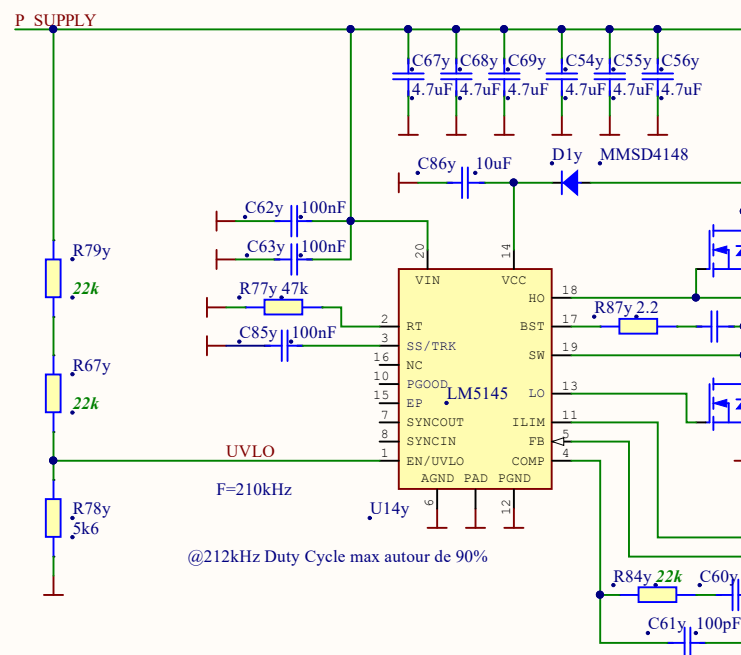 P_SUPPLY
C67y C68y C69y C54y C55y C56y
4.7uF 4.7uF 4.7uF 4.7uF 4.7uF 4.7uF
D1y MMSD4148
C86y 10uF
C62y 100nF
C63y 100nF
20 14
R79y
22k
VIN VCC
R77y 47k
HO 18
R87y 2.2
2 RT BST 17
C85y 100nF
3 SS/TRK SW 19
16 NC
R67y
22k
10 PGOOD LM5145 LO 13
15 EP
7 SYNCOUT ILIM 11
8 SYNCIN FB 5
UVLO
1 EN/UVLO COMP 4
AGND PAD PGND
F=210kHz
6 12
R78y
5k6
U14y
@212kHz Duty Cycle max autour de 90%
R84y 22k C60y
C61y 100pF